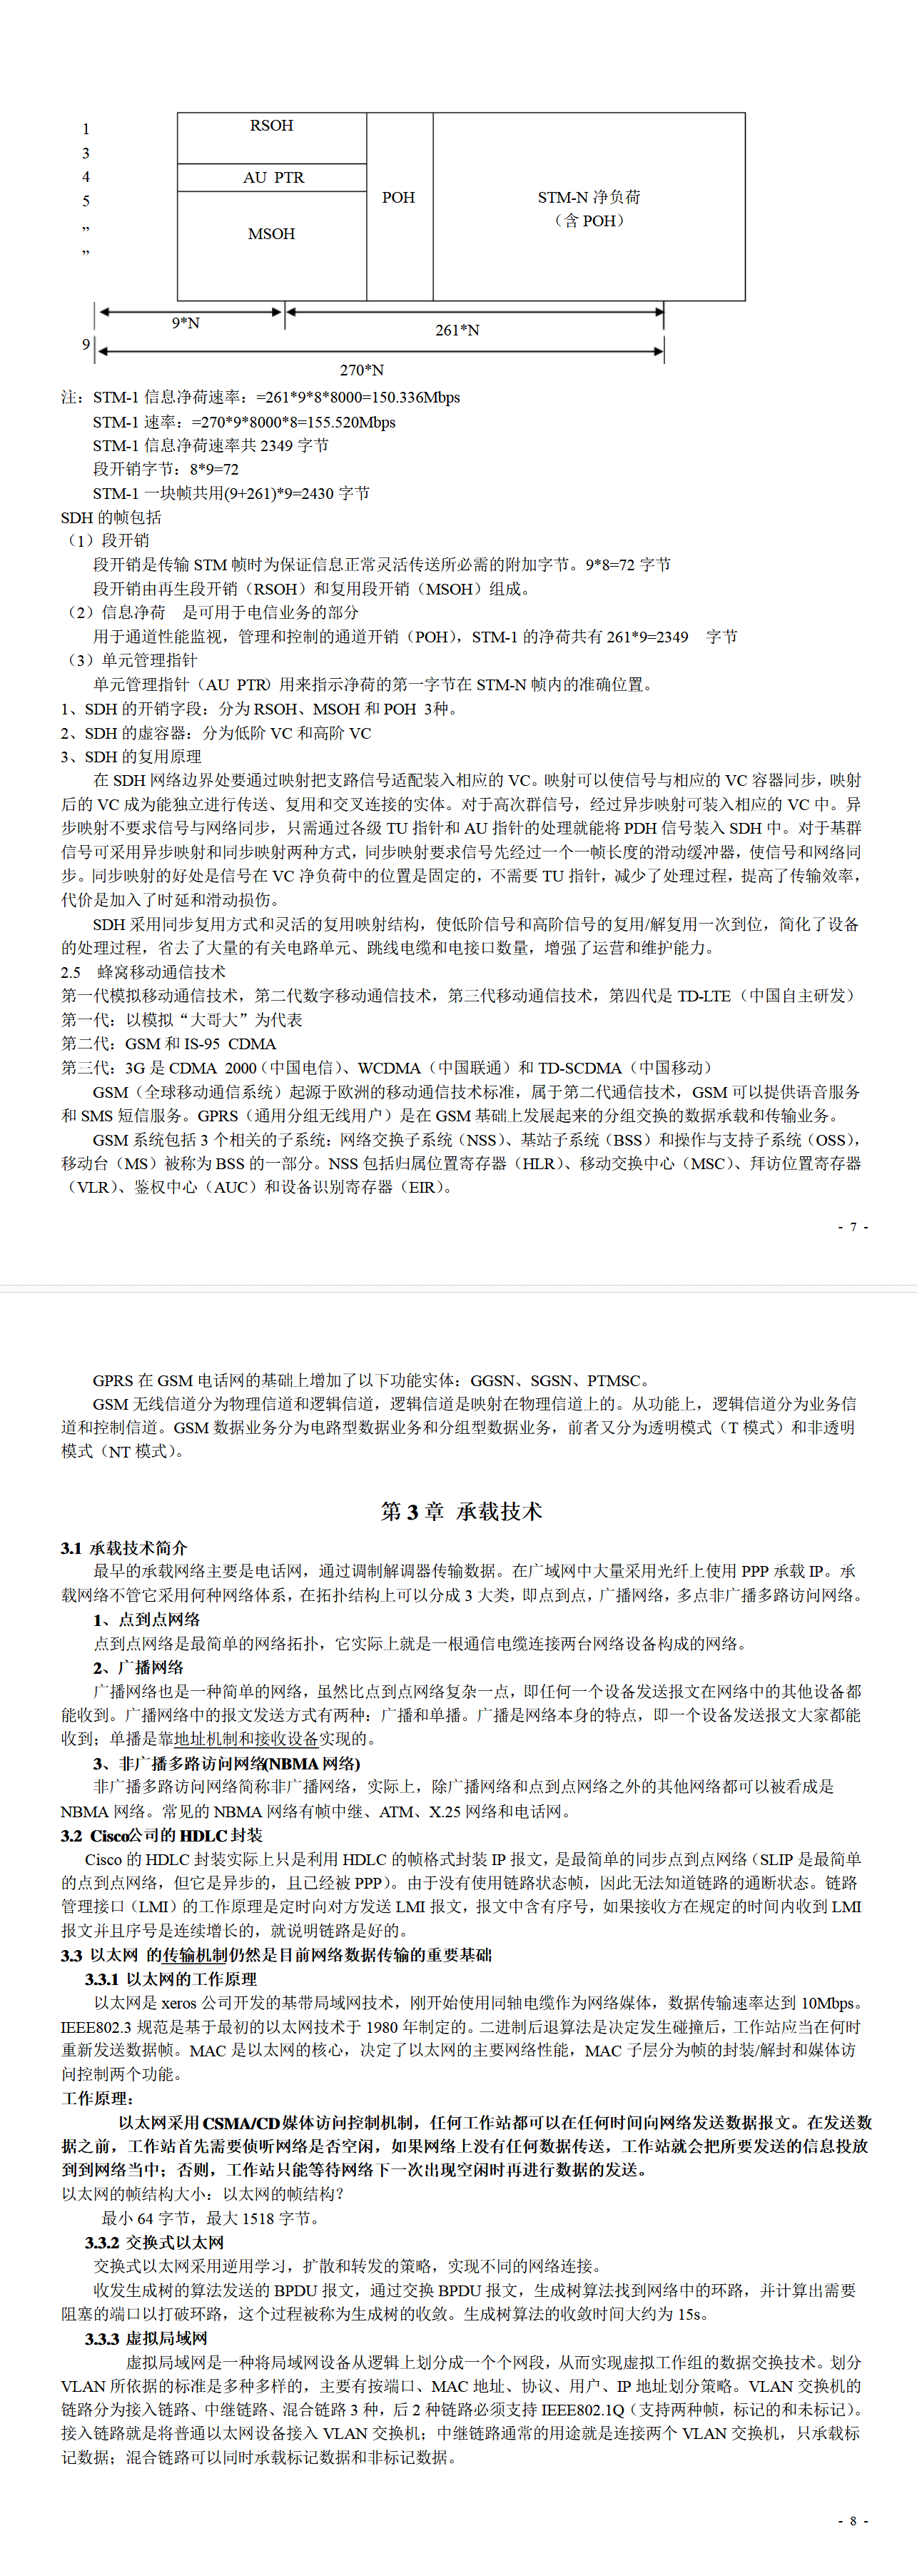 1
3
4
5
”
”
9
RSOH
AU PTR
MSOH
POH
STM-N 净负荷
（含 POH）
9*N
261*N
270*N
注：STM-1 信息净荷速率：=261*9*8*8000=150.336Mbps
STM-1 速率：=270*9*8000*8=155.520Mbps
STM-1 信息净荷速率共 2349 字节
段开销字节：8*9=72
STM-1 一块帧共用(9+261)*9=2430 字节
SDH 的帧包括
（1）段开销
段开销是传输 STM 帧时为保证信息正常灵活传送所必需的附加字节。9*8=72 字节
段开销由再生段开销（RSOH）和复用段开销（MSOH）组成。
（2）信息净荷 是可用于电信业务的部分
用于通道性能监视，管理和控制的通道开销（POH），STM-1 的净荷共有 261*9=2349 字节
（3）单元管理指针
单元管理指针（AU PTR）用来指示净荷的第一字节在 STM-N 帧内的准确位置。
1、SDH 的开销字段：分为 RSOH、MSOH 和 POH 3种。
2、SDH 的虚容器：分为低阶 VC 和高阶 VC
3、SDH 的复用原理
在 SDH 网络边界处要通过映射把支路信号适配装入相应的 VC。映射可以使信号与相应的 VC 容器同步，映射
后的 VC 成为能独立进行传送、复用和交叉连接的实体。对于高次群信号，经过异步映射可装入相应的 VC 中。异
步映射不要求信号与网络同步，只需通过各级 TU 指针和 AU 指针的处理就能将 PDH 信号装入 SDH 中。对于基群
信号可采用异步映射和同步映射两种方式，同步映射要求信号先经过一个一帧长度的滑动缓冲器，使信号和网络同
步。同步映射的好处是信号在 VC 净负荷中的位置是固定的，不需要 TU 指针，减少了处理过程，提高了传输效率，
代价是加入了时延和滑动损伤。
SDH 采用同步复用方式和灵活的复用映射结构，使低阶信号和高阶信号的复用/解复用一次到位，简化了设备
的处理过程，省去了大量的有关电路单元、跳线电缆和电接口数量，增强了运营和维护能力。
2.5 蜂窝移动通信技术
第一代模拟移动通信技术，第二代数字移动通信技术，第三代移动通信技术，第四代是 TD-LTE（中国自主研发）
第一代：以模拟“大哥大”为代表
第二代：GSM 和 IS-95 CDMA
第三代：3G 是 CDMA 2000（中国电信）、WCDMA（中国联通）和 TD-SCDMA（中国移动）
GSM（全球移动通信系统）起源于欧洲的移动通信技术标准，属于第二代通信技术，GSM 可以提供语音服务
和 SMS 短信服务。GPRS（通用分组无线用户）是在 GSM 基础上发展起来的分组交换的数据承载和传输业务。
GSM 系统包括 3 个相关的子系统：网络交换子系统（NSS）、基站子系统（BSS）和操作与支持子系统（OSS），
移动台（MS）被称为 BSS 的一部分。NSS 包括归属位置寄存器（HLR）、移动交换中心（MSC）、拜访位置寄存器
（VLR）、鉴权中心（AUC）和设备识别寄存器（EIR）。
- 7 -
GPRS 在 GSM 电话网的基础上增加了以下功能实体：GGSN、SGSN、PTMSC。
GSM 无线信道分为物理信道和逻辑信道，逻辑信道是映射在物理信道上的。从功能上，逻辑信道分为业务信
道和控制信道。GSM 数据业务分为电路型数据业务和分组型数据业务，前者又分为透明模式（T 模式）和非透明
模式（NT 模式）。
第 3 章 承载技术
3.1 承载技术简介
最早的承载网络主要是电话网，通过调制解调器传输数据。在广域网中大量采用光纤上使用 PPP 承载 IP。承
载网络不管它采用何种网络体系，在拓扑结构上可以分成 3 大类，即点到点，广播网络，多点非广播多路访问网络。
1、点到点网络
点到点网络是最简单的网络拓扑，它实际上就是一根通信电缆连接两台网络设备构成的网络。
2、广播网络
广播网络也是一种简单的网络，虽然比点到点网络复杂一点，即任何一个设备发送报文在网络中的其他设备都
能收到。广播网络中的报文发送方式有两种：广播和单播。广播是网络本身的特点，即一个设备发送报文大家都能
收到；单播是靠地址机制和接收设备实现的。
3、非广播多路访问网络(NBMA 网络)
非广播多路访问网络简称非广播网络，实际上，除广播网络和点到点网络之外的其他网络都可以被看成是
NBMA 网络。常见的 NBMA 网络有帧中继、ATM、X.25 网络和电话网。
3.2 Cisco公司的 HDLC 封装
Cisco 的 HDLC 封装实际上只是利用 HDLC 的帧格式封装 IP 报文，是最简单的同步点到点网络（SLIP 是最简单
的点到点网络，但它是异步的，且已经被 PPP）。由于没有使用链路状态帧，因此无法知道链路的通断状态。链路
管理接口（LMI）的工作原理是定时向对方发送 LMI 报文，报文中含有序号，如果接收方在规定的时间内收到 LMI
报文并且序号是连续增长的，就说明链路是好的。
3.3 以太网 的传输机制仍然是目前网络数据传输的重要基础
3.3.1 以太网的工作原理
以太网是 xeros 公司开发的基带局域网技术，刚开始使用同轴电缆作为网络媒体，数据传输速率达到 10Mbps。
IEEE802.3 规范是基于最初的以太网技术于 1980 年制定的。二进制后退算法是决定发生碰撞后，工作站应当在何时
重新发送数据帧。MAC 是以太网的核心，决定了以太网的主要网络性能，MAC 子层分为帧的封装/解封和媒体访
问控制两个功能。
工作原理：
以太网采用 CSMA/CD 媒体访问控制机制，任何工作站都可以在任何时间向网络发送数据报文。在发送数
据之前，工作站首先需要侦听网络是否空闲，如果网络上没有任何数据传送，工作站就会把所要发送的信息投放
到到网络当中；否则，工作站只能等待网络下一次出现空闲时再进行数据的发送。
以太网的帧结构大小：以太网的帧结构？
最小 64 字节，最大 1518 字节。
3.3.2 交换式以太网
交换式以太网采用逆用学习，扩散和转发的策略，实现不同的网络连接。
收发生成树的算法发送的 BPDU 报文，通过交换 BPDU 报文，生成树算法找到网络中的环路，并计算出需要
阻塞的端口以打破环路，这个过程被称为生成树的收敛。生成树算法的收敛时间大约为 15s。
3.3.3 虚拟局域网
虚拟局域网是一种将局域网设备从逻辑上划分成一个个网段，从而实现虚拟工作组的数据交换技术。划分
VLAN 所依据的标准是多种多样的，主要有按端口、MAC 地址、协议、用户、IP 地址划分策略。VLAN 交换机的
链路分为接入链路、中继链路、混合链路 3 种，后 2 种链路必须支持 IEEE802.1Q（支持两种帧，标记的和未标记）。
接入链路就是将普通以太网设备接入 VLAN 交换机；中继链路通常的用途就是连接两个 VLAN 交换机，只承载标
记数据；混合链路可以同时承载标记数据和非标记数据。
- 8 -